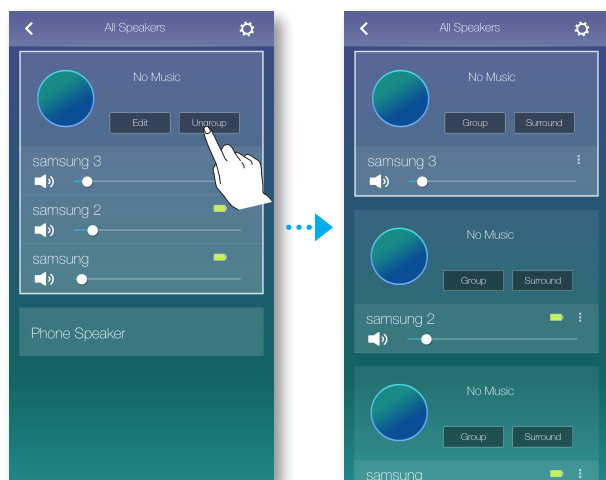 All Speakers
No Music
Edit
Ungroup
samsung 3
samsung 2
samsung
Phone Speaker
All Speakers
No Music
Group
Surround
samsung 3
No Music
Group
Surround
samsung 2
No Music
Group
Surround
samsung